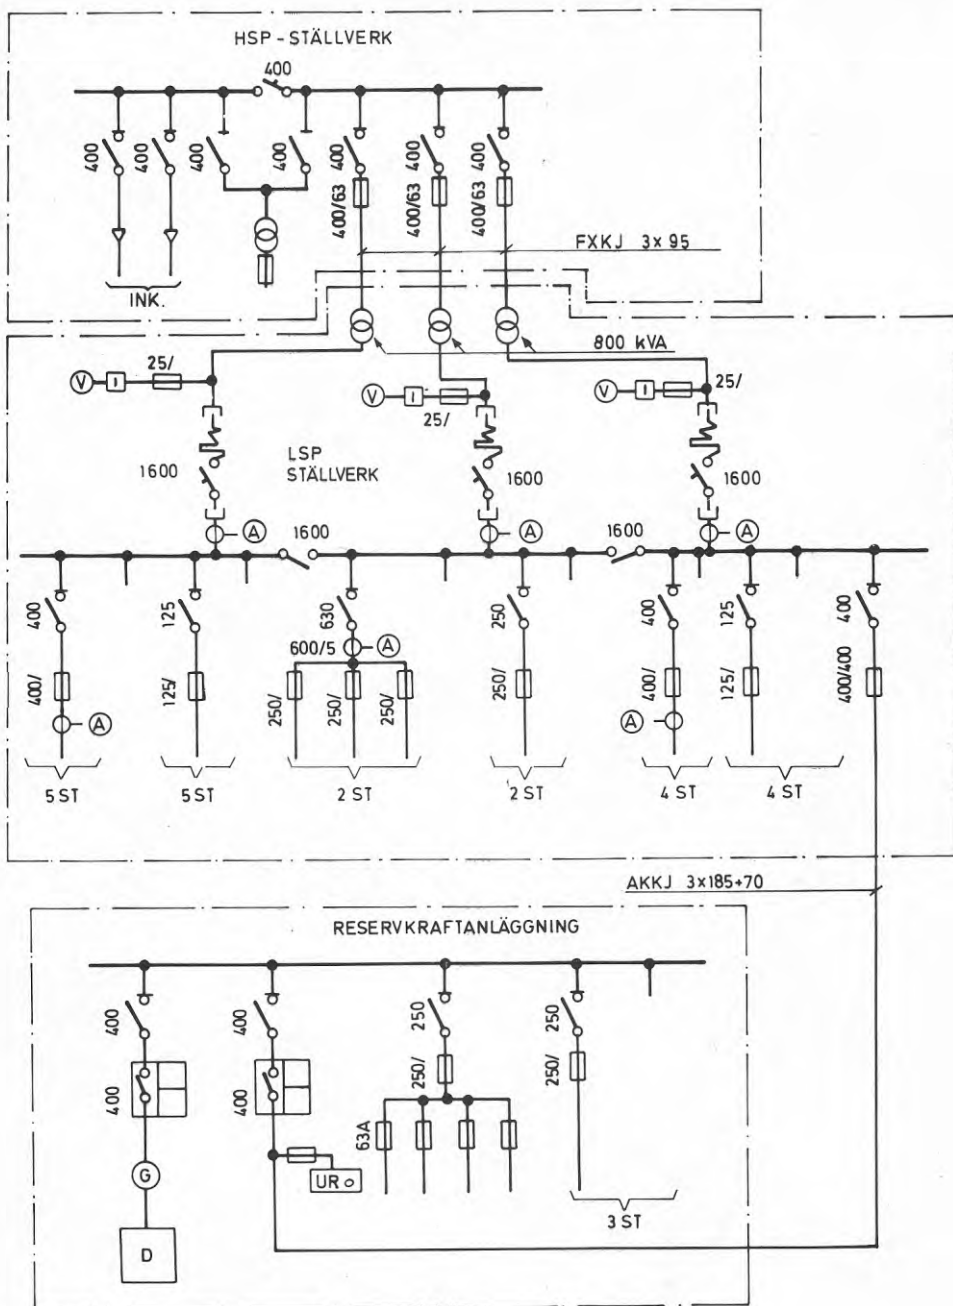 HSP-STÄLLVERK
400
400
400
400
400
400
400
400
400/63
400/63
400/63
FXKJ 3x95
INK.
800 kVA
V
I
25/
V
I
25/
V
I
25/
1600
LSP
STÄLLVERK
1600
1600
A
A
A
1600
1600
400
125
630
250
400
125
400
600/5
A
400/
125/
250/
250/
250/
250/
400/
125/
400/400
A
A
5 ST
5 ST
2 ST
2 ST
4 ST
4 ST
AKKJ 3x185+70
RESERVKRAFTANLÄGGNING
400
400
250
250
400
400
250/
250/
63A
G
UR
D
3 ST